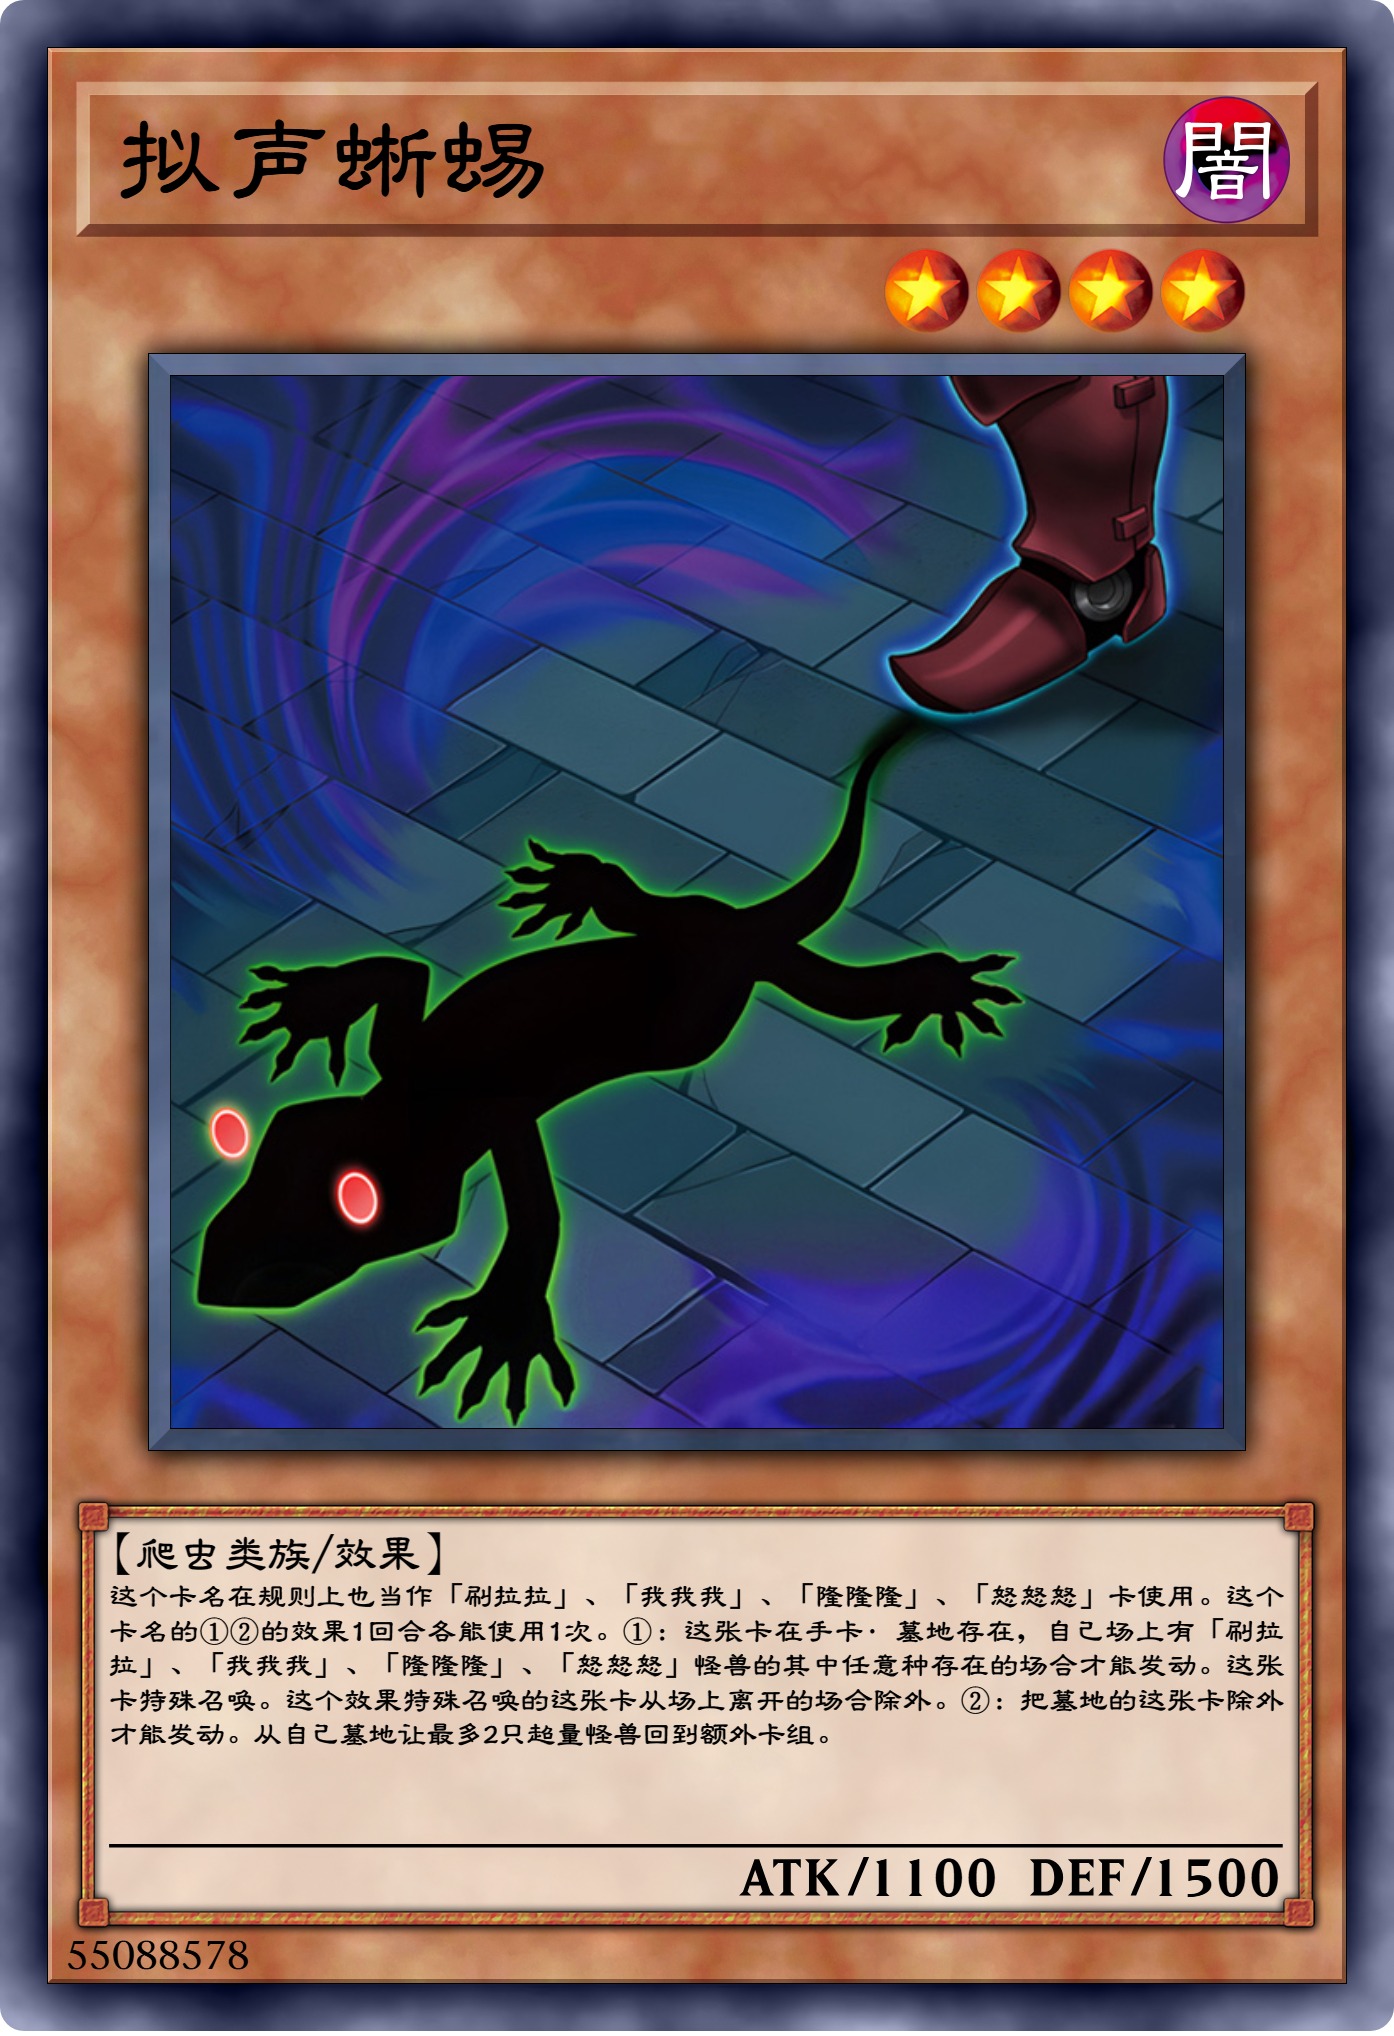 拟声蜥蜴
闇
【爬虫类族/效果】
这个卡名在规则上也当作「刷拉拉」、「我我我」、「隆隆隆」、「怒怒怒」卡使用。这个
卡名的①②的效果1回合各能使用1次。①：这张卡在手卡·墓地存在，自己场上有「刷拉
拉」、「我我我」、「隆隆隆」、「怒怒怒」怪兽的其中任意种存在的场合才能发动。这张
卡特殊召唤。这个效果特殊召唤的这张卡从场上离开的场合除外。②：把墓地的这张卡除外
才能发动。从自己墓地让最多2只超量怪兽回到额外卡组。
ATK/1100 DEF/1500
55088578